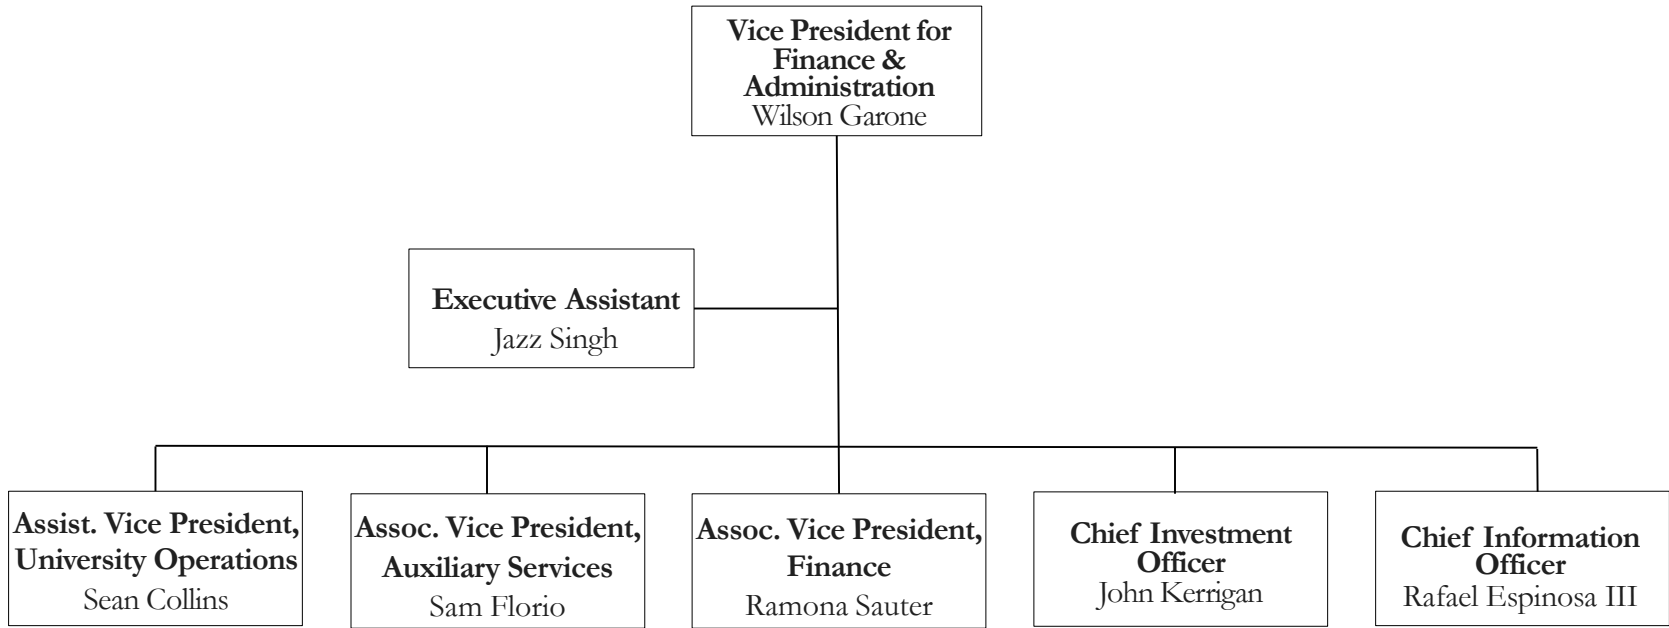 Vice President for
Finance &
Administration
Wilson Garone
Executive Assistant
Jazz Singh
Assist. Vice President,
University Operations
Sean Collins
Assoc. Vice President,
Auxiliary Services
Sam Florio
Assoc. Vice President,
Finance
Ramona Sauter
Chief Investment
Officer
John Kerrigan
Chief Information
Officer
Rafael Espinosa III